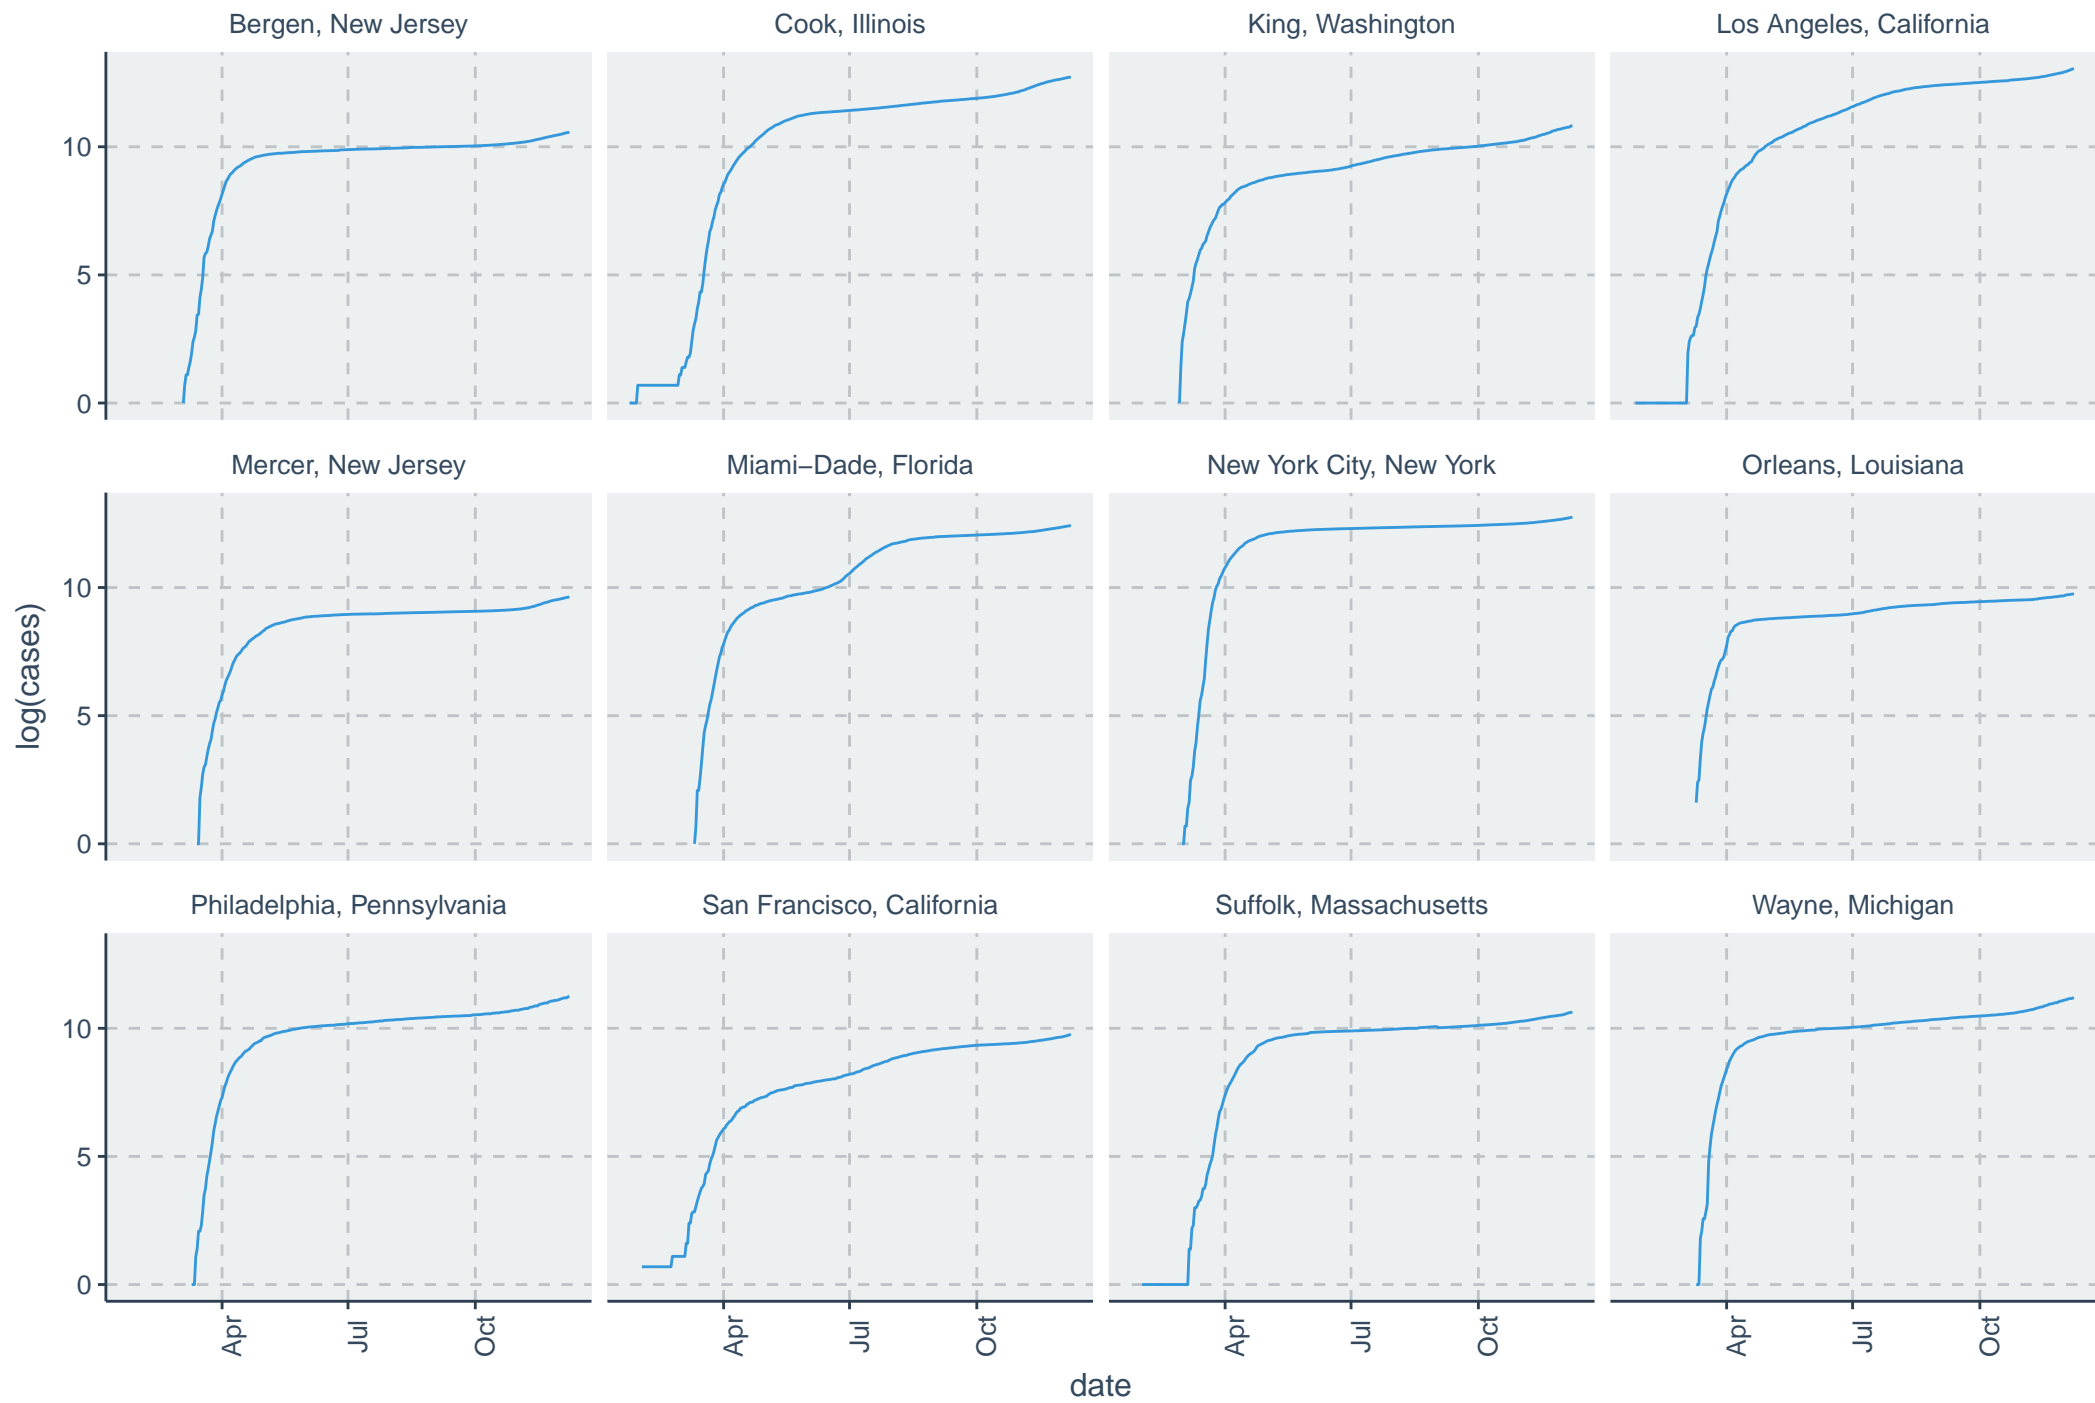 Bergen, New Jersey
Cook, Illinois
King, Washington
Los Angeles, California
10
5
0
Mercer, New Jersey
Miami−Dade, Florida
New York City, New York
Orleans, Louisiana
10
5
0
log(cases)
Philadelphia, Pennsylvania
San Francisco, California
Suffolk, Massachusetts
Wayne, Michigan
10
5
0
Apr
Jul
Oct
Apr
Jul
Oct
Apr
Jul
Oct
Apr
Jul
Oct
date